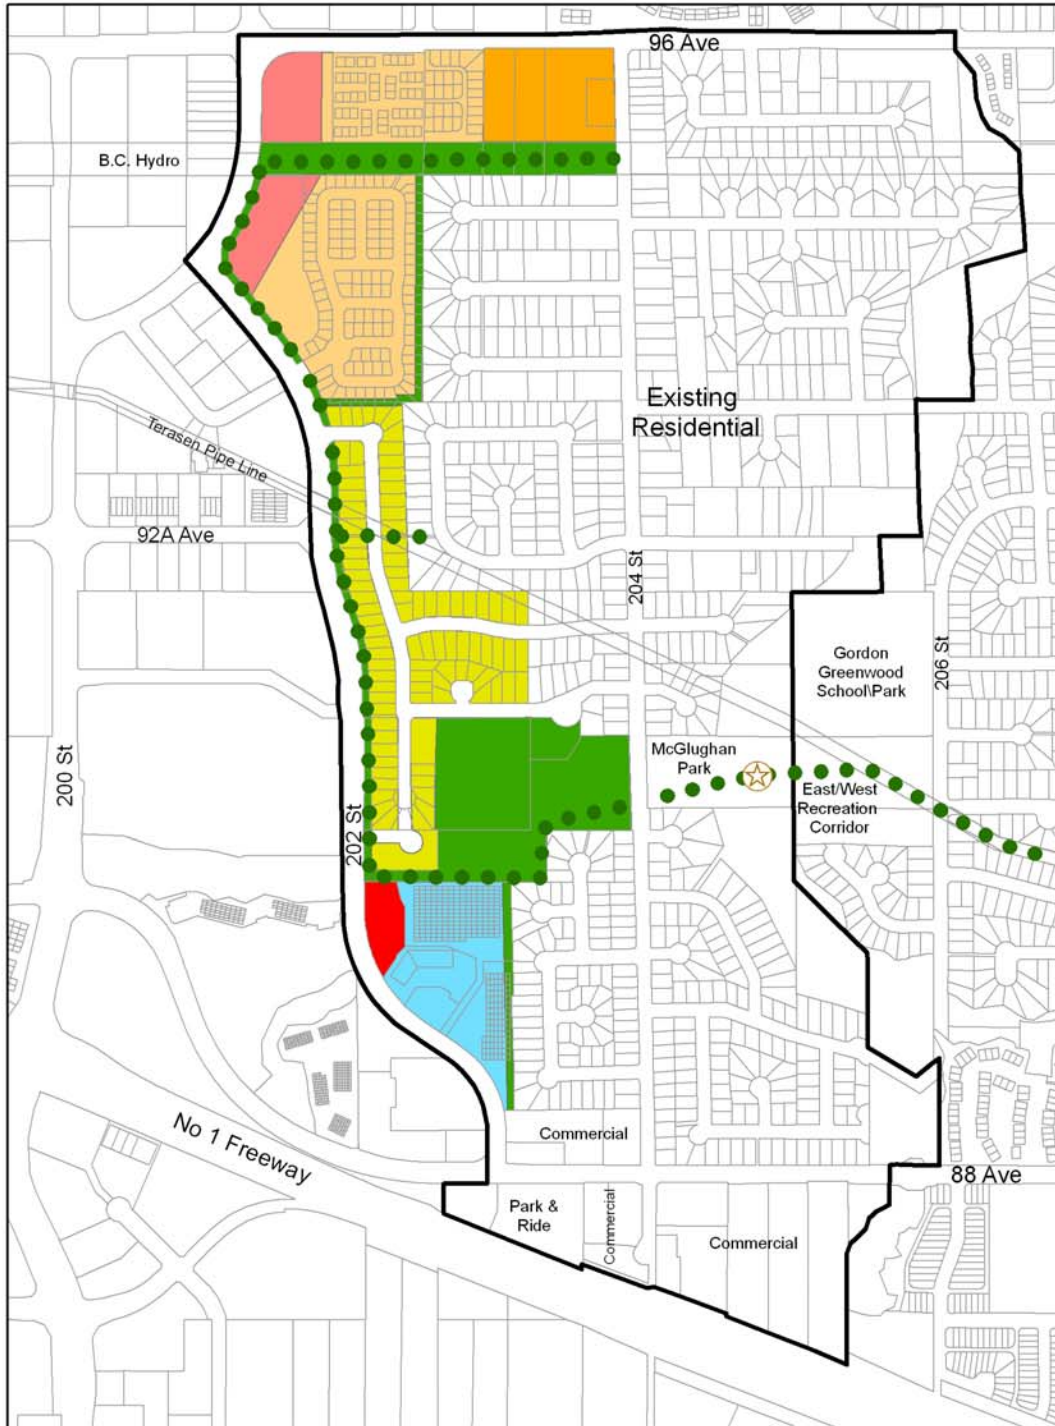 96 Ave
B.C. Hydro
Existing
Residential
Terasen Pipe Line
92A Ave
204 St
Gordon
Greenwood
School\Park
206 St
McGlughan
Park
200 St
East/West
Recreation
Corridor
202 St
No 1 Freeway
Commercial
88 Ave
Park &
Ride
Commercial
Commercial